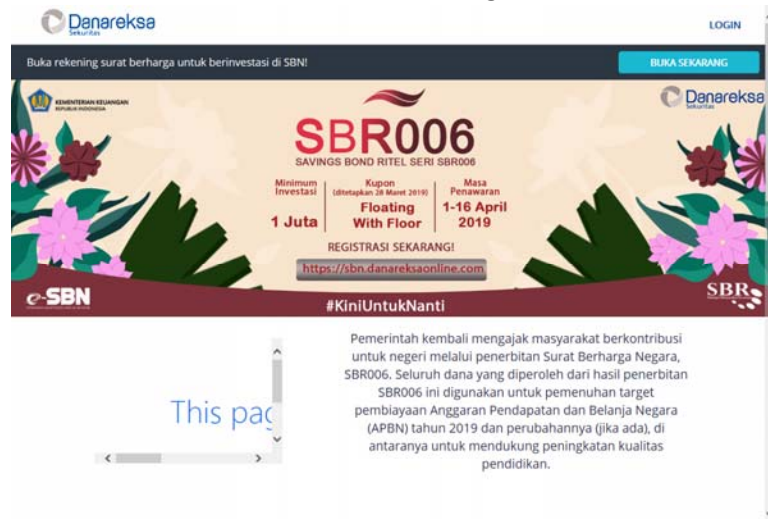 Danareksa
Sekuritas
LOGIN
Buka rekening surat berharga untuk berinvestasi di SBN!
BUKA SEKARANG
KEMENTERIAN KEUANGAN
REPUBLIK INDONESIA
Danareksa
Sekuritas
SBR006
SAVINGS BOND RITEL SERI SBR006
Minimum
Investasi
1 Juta
Kupon
(ditetapkan 28 Maret 2019)
Floating
With Floor
Masa
Penawaran
1-16 April
2019
REGISTRASI SEKARANG!
https://sbn.danareksaonline.com
e-SBN
SBR
#KiniUntukNanti
This pag
Pemerintah kembali mengajak masyarakat berkontribusi
untuk negeri melalui penerbitan Surat Berharga Negara,
SBR006. Seluruh dana yang diperoleh dari hasil penerbitan
SBR006 ini digunakan untuk pemenuhan target
pembiayaan Anggaran Pendapatan dan Belanja Negara
(APBN) tahun 2019 dan perubahannya (jika ada), di
antaranya untuk mendukung peningkatan kualitas
pendidikan.